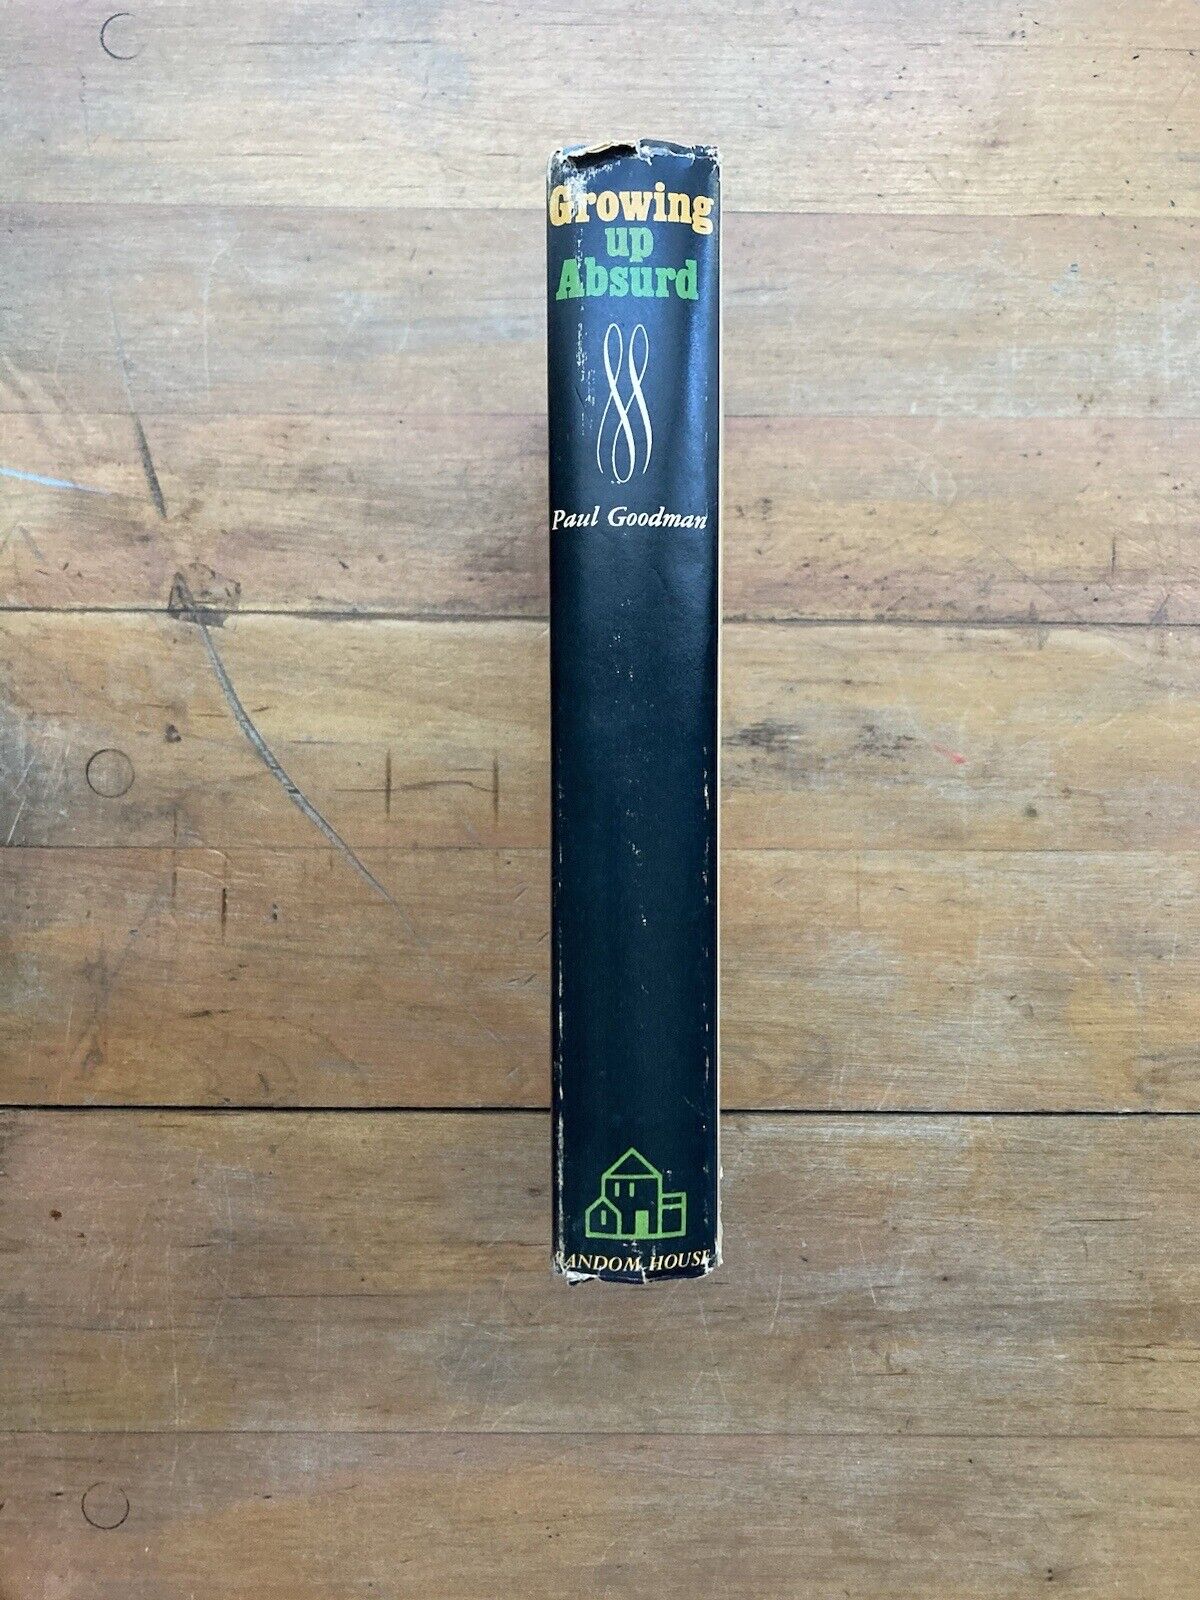 Growing
up
Absurd
Paul Goodman
RANDOM HOUSE